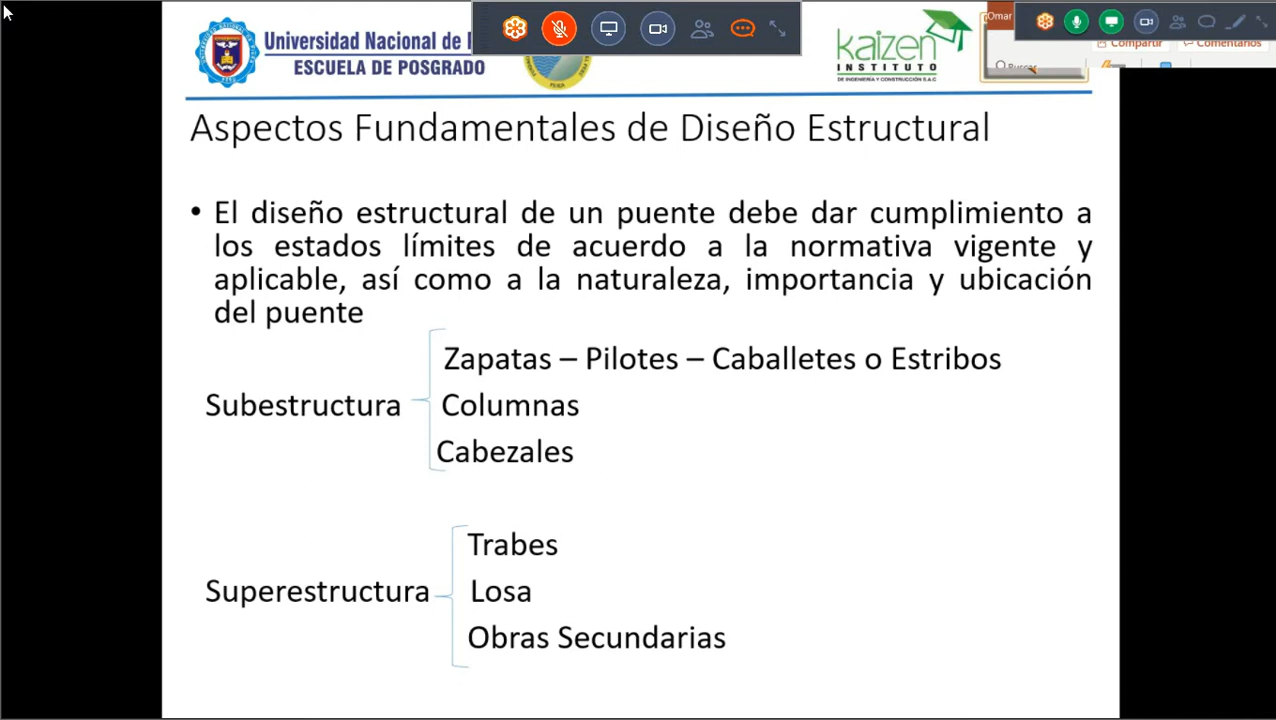 Universidad Nacional de
ESCUELA DE POSGRADO
kaizen
INSTITUTO
DE INGENIERÍA Y CONSTRUCCIÓN S.A.C
Omar
Compartir
Comentarios
Buscar
Aspectos Fundamentales de Diseño Estructural
• El diseño estructural de un puente debe dar cumplimiento a
los estados límites de acuerdo a la normativa vigente y
aplicable, así como a la naturaleza, importancia y ubicación
del puente
Zapatas – Pilotes – Caballetes o Estribos
Subestructura
Columnas
Cabezales
Trabes
Superestructura
Losa
Obras Secundarias